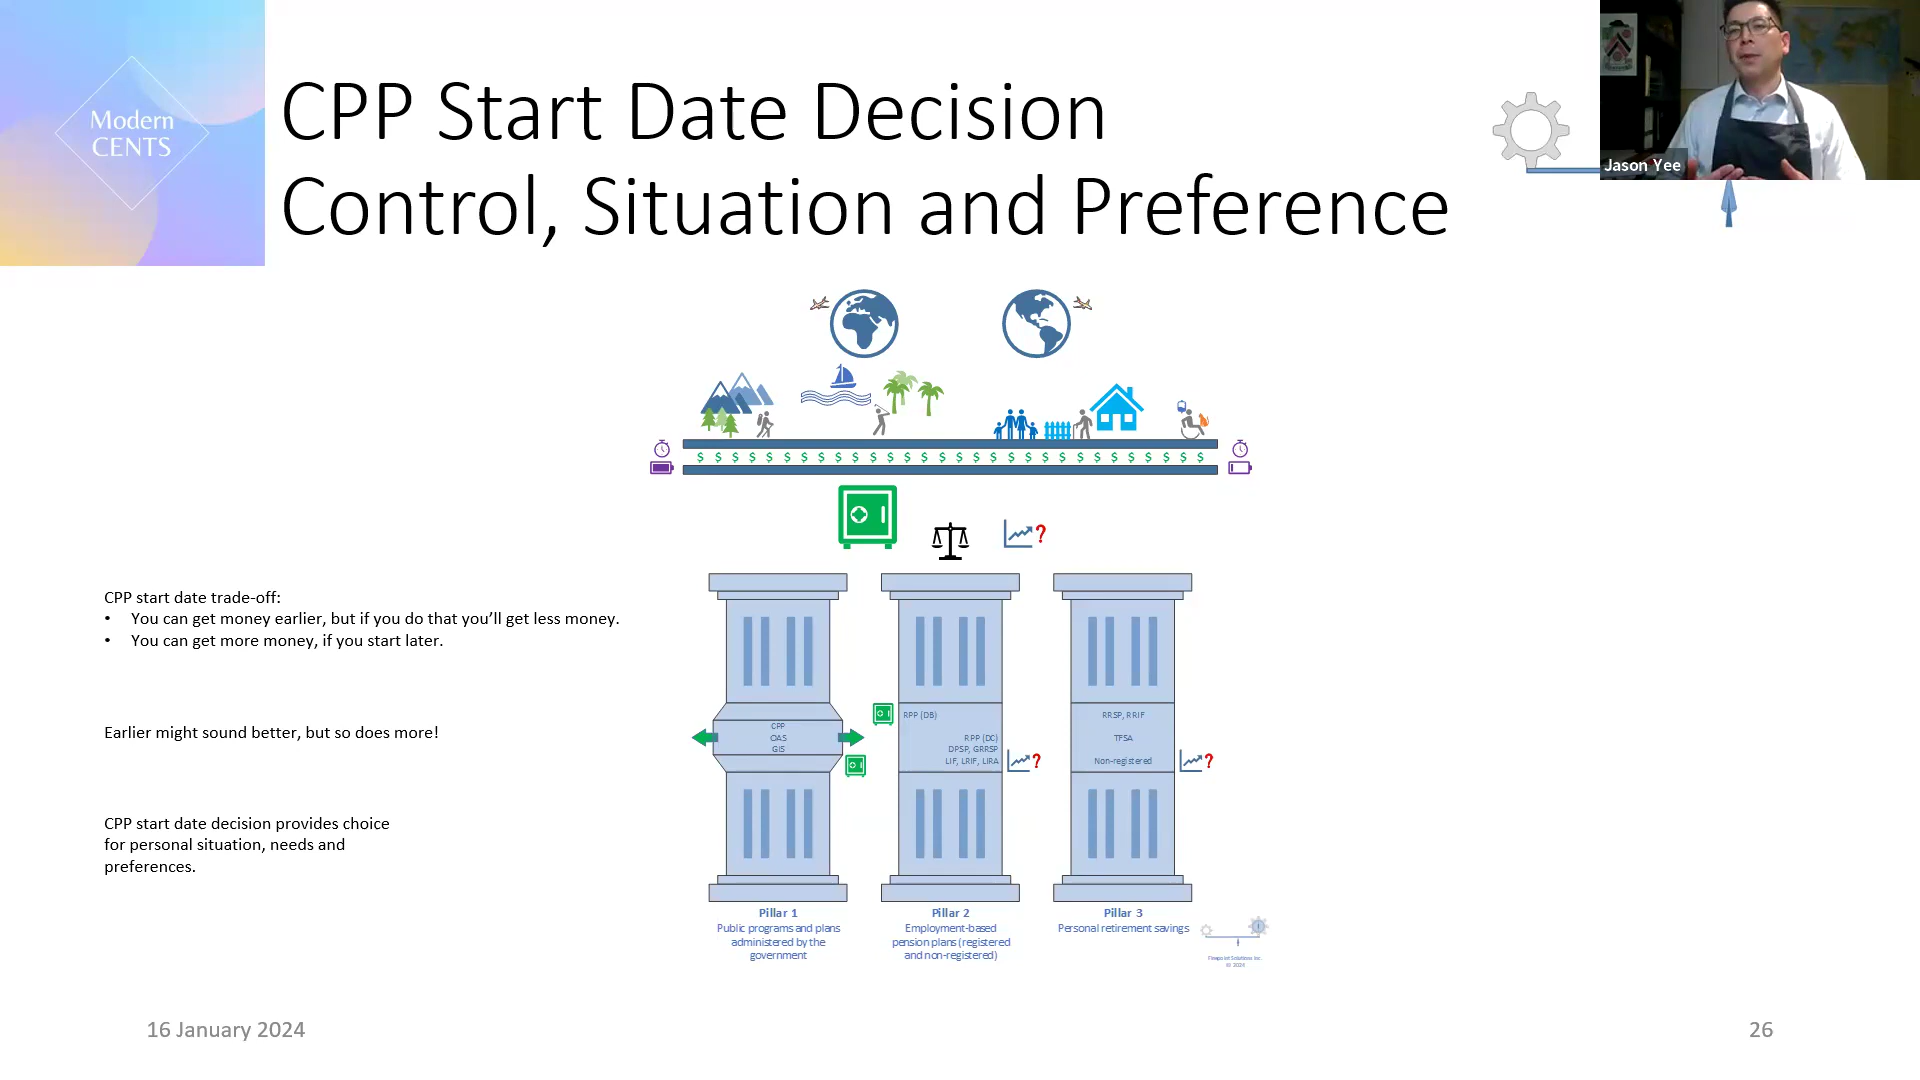 Modern
CENTS
CPP Start Date Decision
Control, Situation and Preference
Jason Yee
$ $ $ $ $ $ $ $ $ $ $ $ $ $ $ $ $ $ $ $ $ $ $ $ $ $ $ $ $ $
?
CPP start date trade-off:
• You can get money earlier, but if you do that you’ll get less money.
• You can get more money, if you start later.
Earlier might sound better, but so does more!
CPP start date decision provides choice
for personal situation, needs and
preferences.
CPP
OAS
GIS
RPP (DB)
RPP (DC)
DPSP, GRRSP
LIF, LRIF, LIRA
?
RRSP, RRIF
TFSA
Non-registered
?
Pillar 1
Public programs and plans
administered by the
government
Pillar 2
Employment-based
pension plans (registered
and non-registered)
Pillar 3
Personal retirement savings
16 January 2024
26